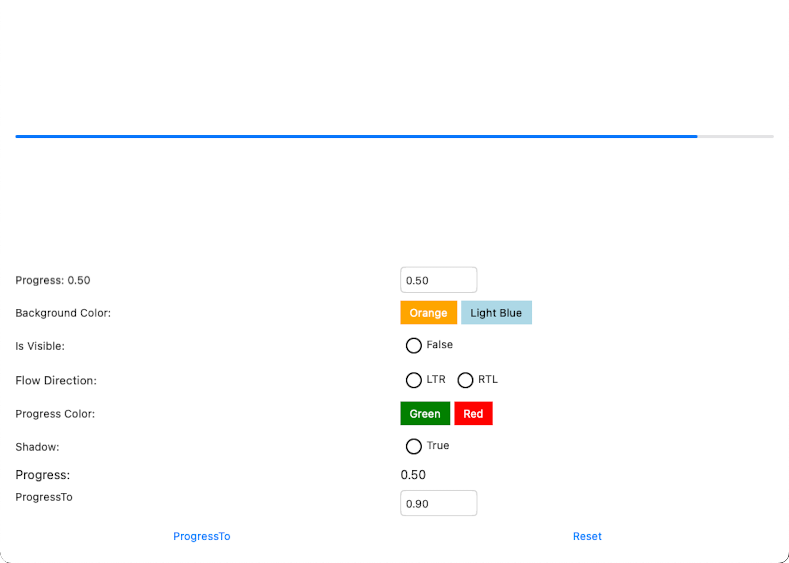 Progress: 0.50 0.50
Background Color: Orange Light Blue
Is Visible: False
Flow Direction: LTR RTL
Progress Color: Green Red
Shadow: True
Progress: 0.50
ProgressTo 0.90
ProgressTo Reset